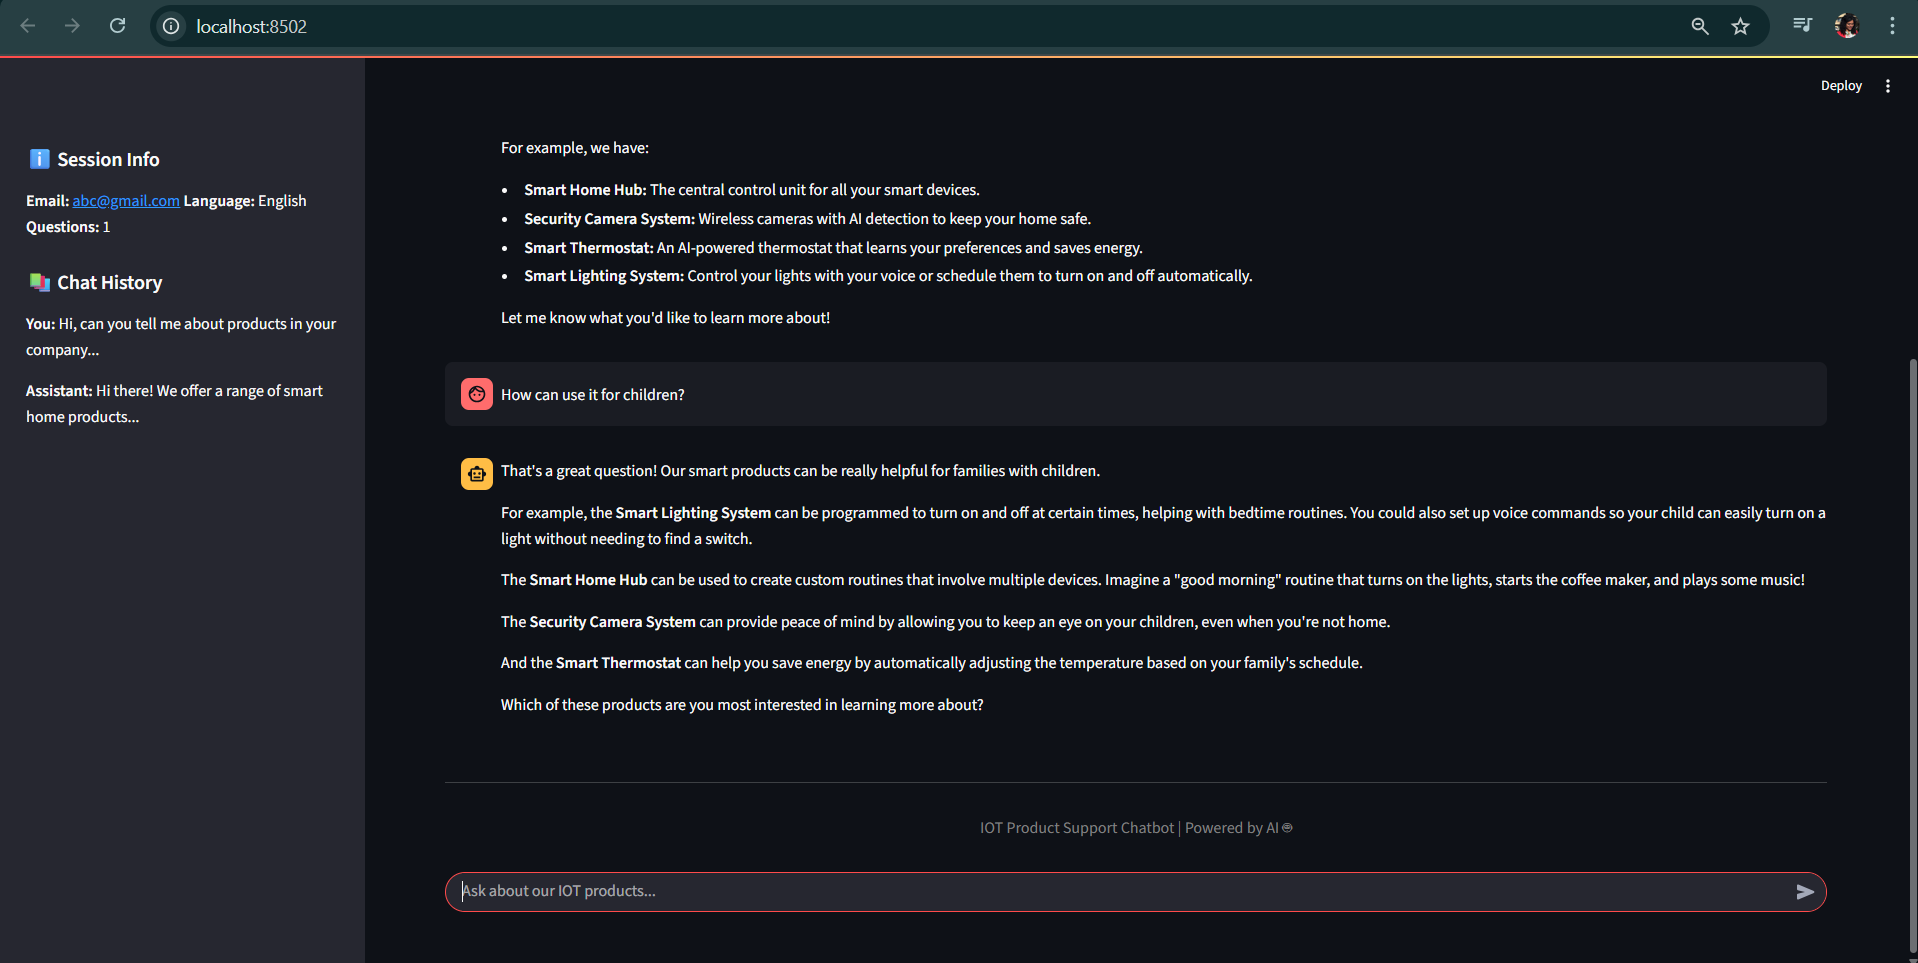 localhost:8502
Deploy
Session Info
Email: abc@gmail.com Language: English
Questions: 1
Chat History
You: Hi, can you tell me about products in your
company...
Assistant: Hi there! We offer a range of smart
home products...
For example, we have:
• Smart Home Hub: The central control unit for all your smart devices.
• Security Camera System: Wireless cameras with AI detection to keep your home safe.
• Smart Thermostat: An AI-powered thermostat that learns your preferences and saves energy.
• Smart Lighting System: Control your lights with your voice or schedule them to turn on and off automatically.
Let me know what you'd like to learn more about!
How can use it for children?
That's a great question! Our smart products can be really helpful for families with children.
For example, the Smart Lighting System can be programmed to turn on and off at certain times, helping with bedtime routines. You could also set up voice commands so your child can easily turn on a
light without needing to find a switch.
The Smart Home Hub can be used to create custom routines that involve multiple devices. Imagine a "good morning" routine that turns on the lights, starts the coffee maker, and plays some music!
The Security Camera System can provide peace of mind by allowing you to keep an eye on your children, even when you're not home.
And the Smart Thermostat can help you save energy by automatically adjusting the temperature based on your family's schedule.
Which of these products are you most interested in learning more about?
IOT Product Support Chatbot | Powered by AI
Ask about our IOT products...